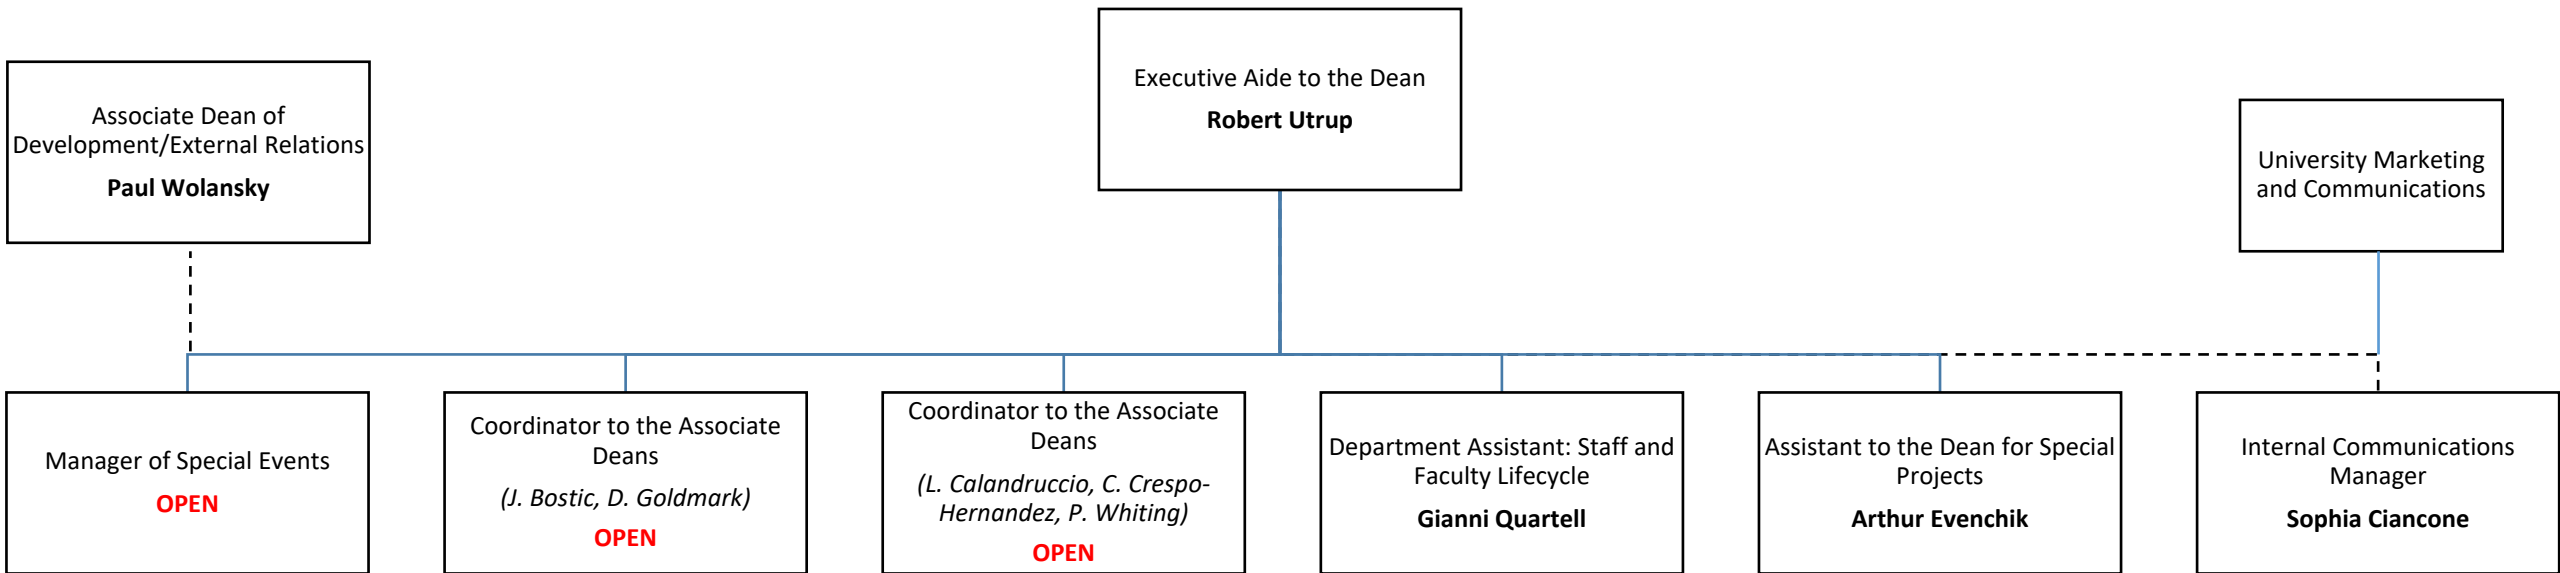 Executive Aide to the Dean
Robert Utrup
Associate Dean of
Development/External Relations
Paul Wolansky
University Marketing
and Communications
Manager of Special Events
OPEN
Coordinator to the Associate
Deans
(J. Bostic, D. Goldmark)
OPEN
Coordinator to the Associate
Deans
(L. Calandruccio, C. Crespo-
Hernandez, P. Whiting)
OPEN
Department Assistant: Staff and
Faculty Lifecycle
Gianni Quartell
Assistant to the Dean for Special
Projects
Arthur Evenchik
Internal Communications
Manager
Sophia Ciancone